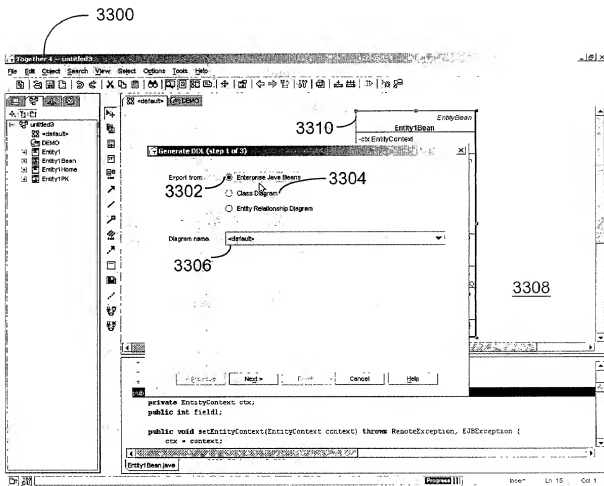 3300
Together 4 -- untitled3
File Edit Object Search View Select Options Tools Help
<default> DEMO
untitled3
<default>
DEMO
Entity1
Entity1Bean
Entity1Home
Entity1PK
3310
EntityBean
Entity1Bean
-ctx EntityContext
Generate DDL (step 1 of 3)
Export from:
3302
Enterprise Java Beans
3304
Class Diagram
Entity Relationship Diagram
Diagram name:
<default>
3306
3308
Next >
Cancel
Help
private EntityContext ctx;
public int field1;
public void setEntityContext(EntityContext context) throws RemoteException, EJBException {
ctx = context;
Entity1Bean.java
Progress
Insert
Ln 15
Col 1